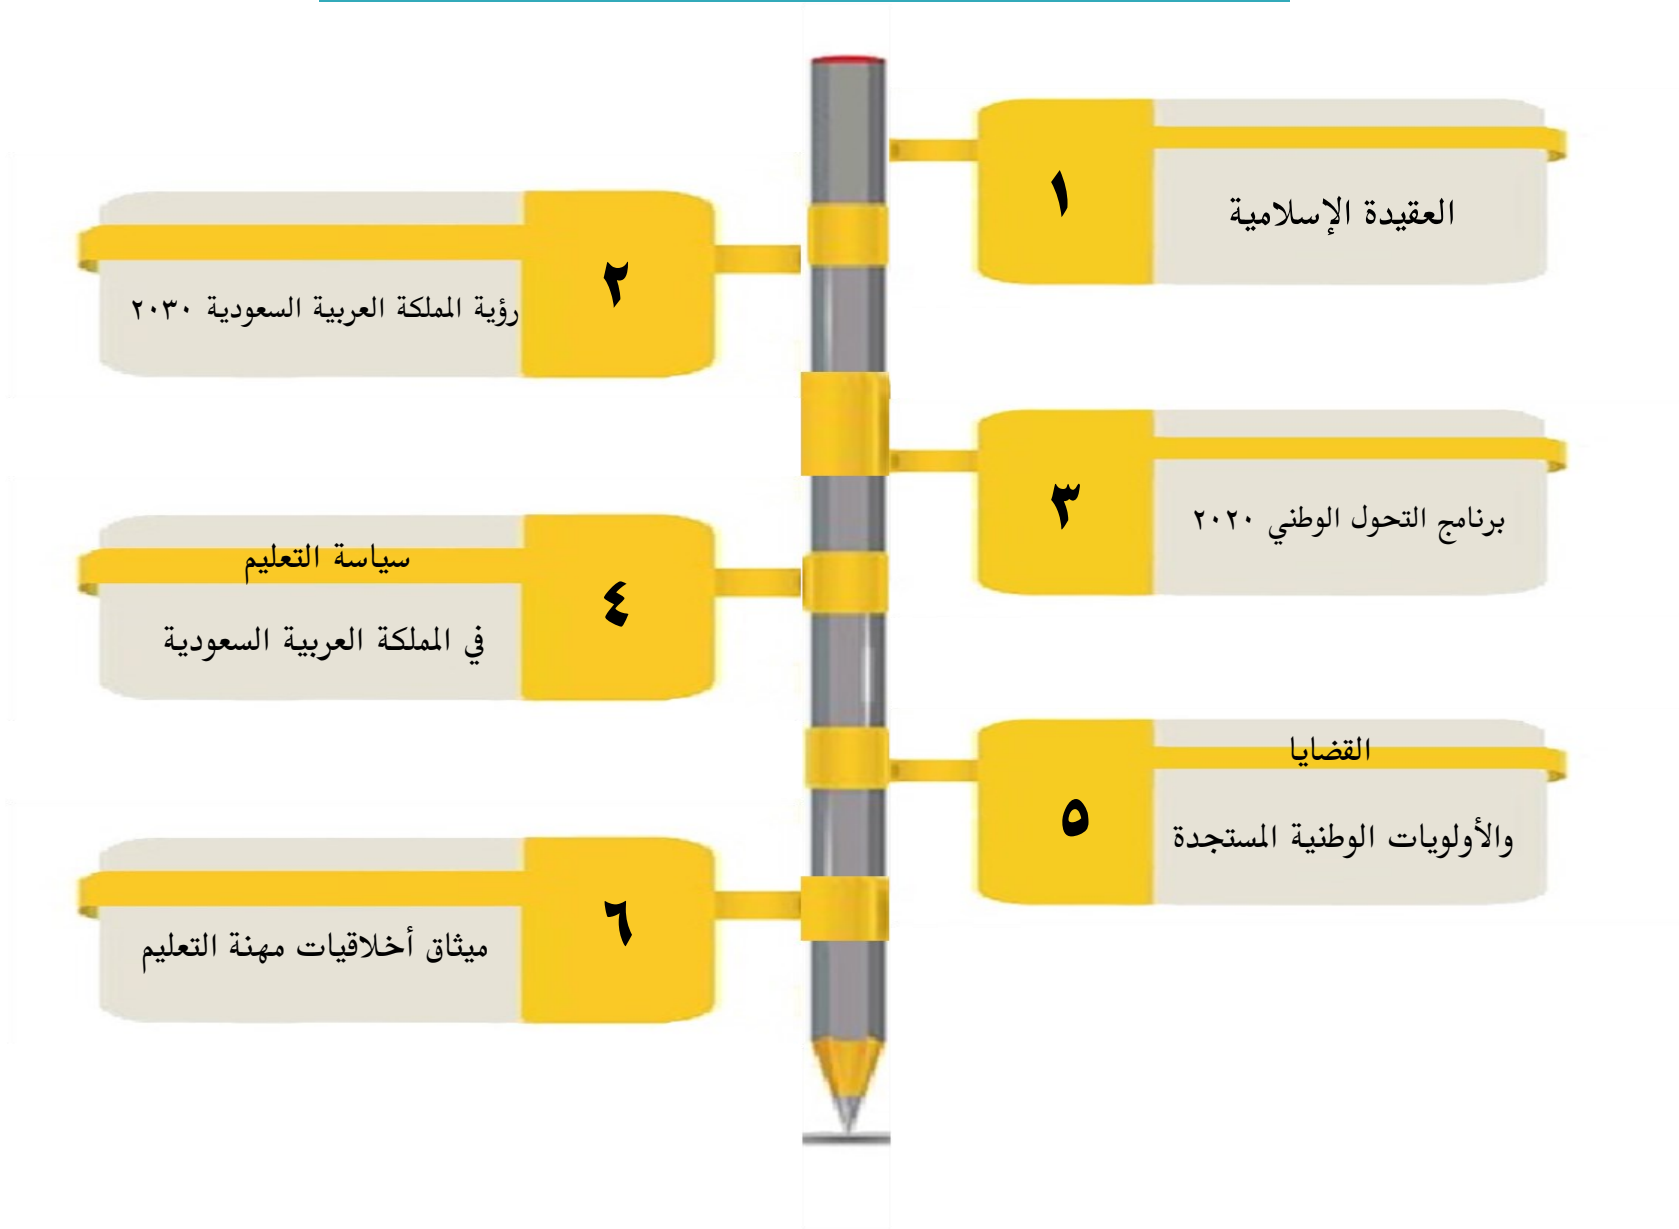 ١
العقيدة الإسلامية
٢
رؤية المملكة العربية السعودية ٢٠٣٠
٣
برنامج التحول الوطني ٢٠٢٠
٤
سياسة التعليم
في المملكة العربية السعودية
٥
القضايا
والأولويات الوطنية المستجدة
٦
ميثاق أخلاقيات مهنة التعليم